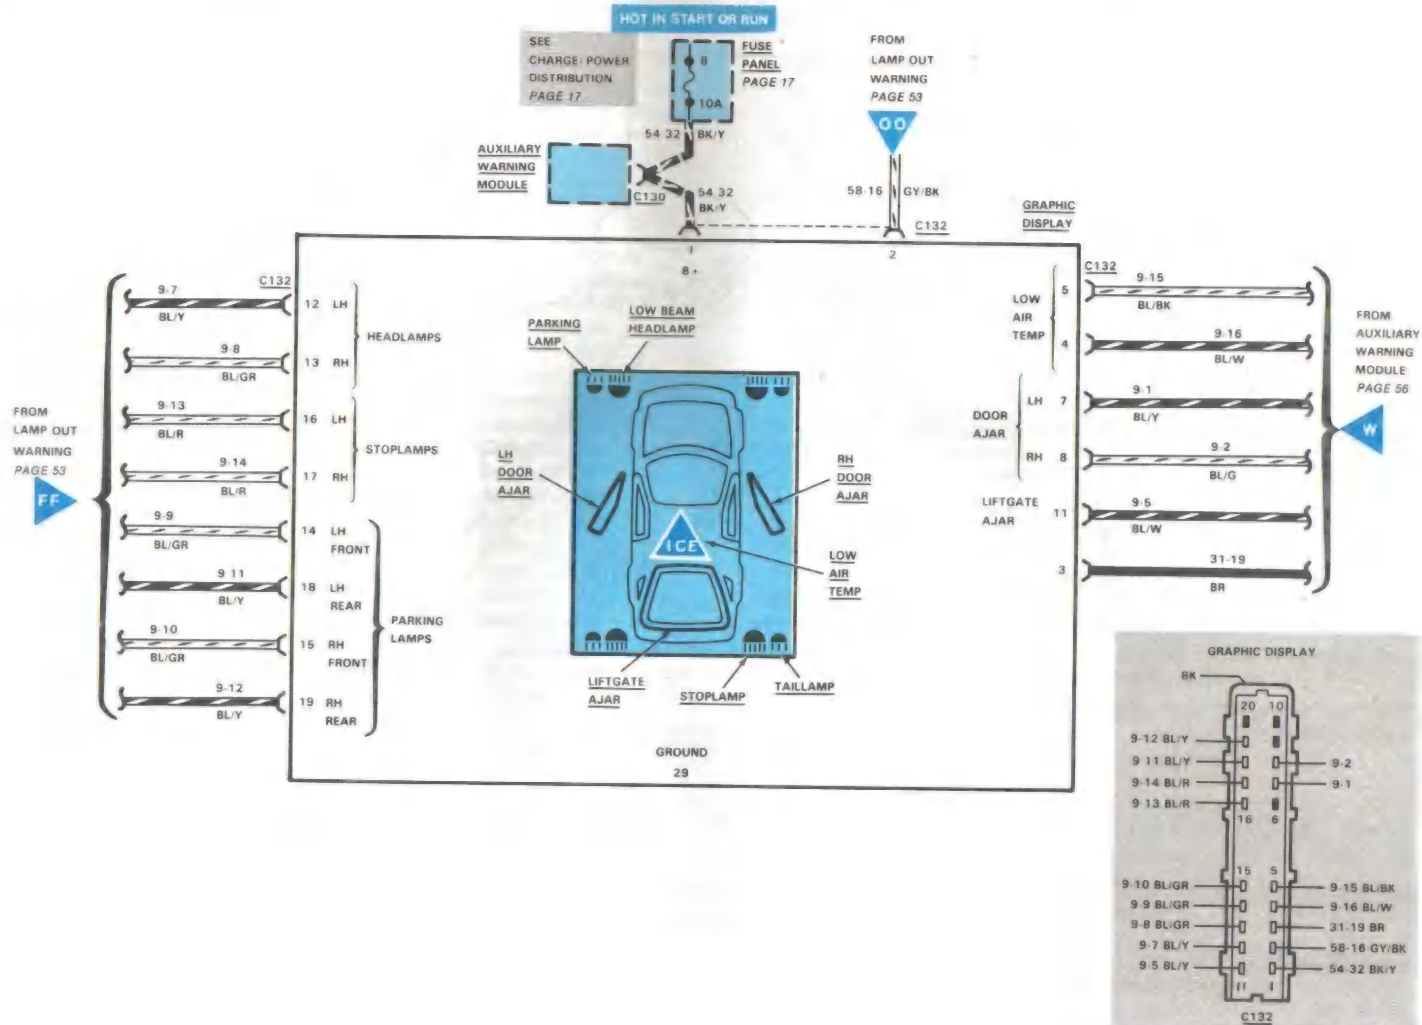 HOT IN START OR RUN
SEE
CHARGE/POWER
DISTRIBUTION
PAGE 17
8
10A
FUSE
PANEL
PAGE 17
FROM
LAMP OUT
WARNING
PAGE 53
OO
54 32 BK/Y
AUXILIARY
WARNING
MODULE
C130
54 32
BK/Y
58-16 GY/BK
C132
GRAPHIC
DISPLAY
1
8 +
2
FROM
LAMP OUT
WARNING
PAGE 53
FF
C132
9-7
BL/Y
12 LH
9-8
BL/GR
13 RH
HEADLAMPS
9-13
BL/R
16 LH
9-14
BL/R
17 RH
STOPLAMPS
9-9
BL/GR
14 LH
FRONT
9 11
BL/Y
18 LH
REAR
9-10
BL/GR
15 RH
FRONT
9-12
BL/Y
19 RH
REAR
PARKING
LAMPS
PARKING
LAMP
LOW BEAM
HEADLAMP
LH
DOOR
AJAR
RH
DOOR
AJAR
ICE
LOW
AIR
TEMP
LIFTGATE
AJAR
STOPLAMP
TAILLAMP
GROUND
29
C132
LOW
AIR
TEMP
5
9-15
BL/BK
4
9-16
BL/W
DOOR
AJAR
LH 7
9-1
BL/Y
RH 8
9-2
BL/G
LIFTGATE
AJAR
11
9-5
BL/W
3
31-19
BR
FROM
AUXILIARY
WARNING
MODULE
PAGE 56
W
GRAPHIC DISPLAY
BK
20 10
9-12 BL/Y
9 11 BL/Y
9-2
9-14 BL/R
9-1
9-13 BL/R
16 6
15 5
9-10 BL/GR
9-15 BL/BK
9-9 BL/GR
9-16 BL/W
9-8 BL/GR
31-19 BR
9-7 BL/Y
58-16 GY/BK
9-5 BL/Y
54-32 BK/Y
11 1
C132